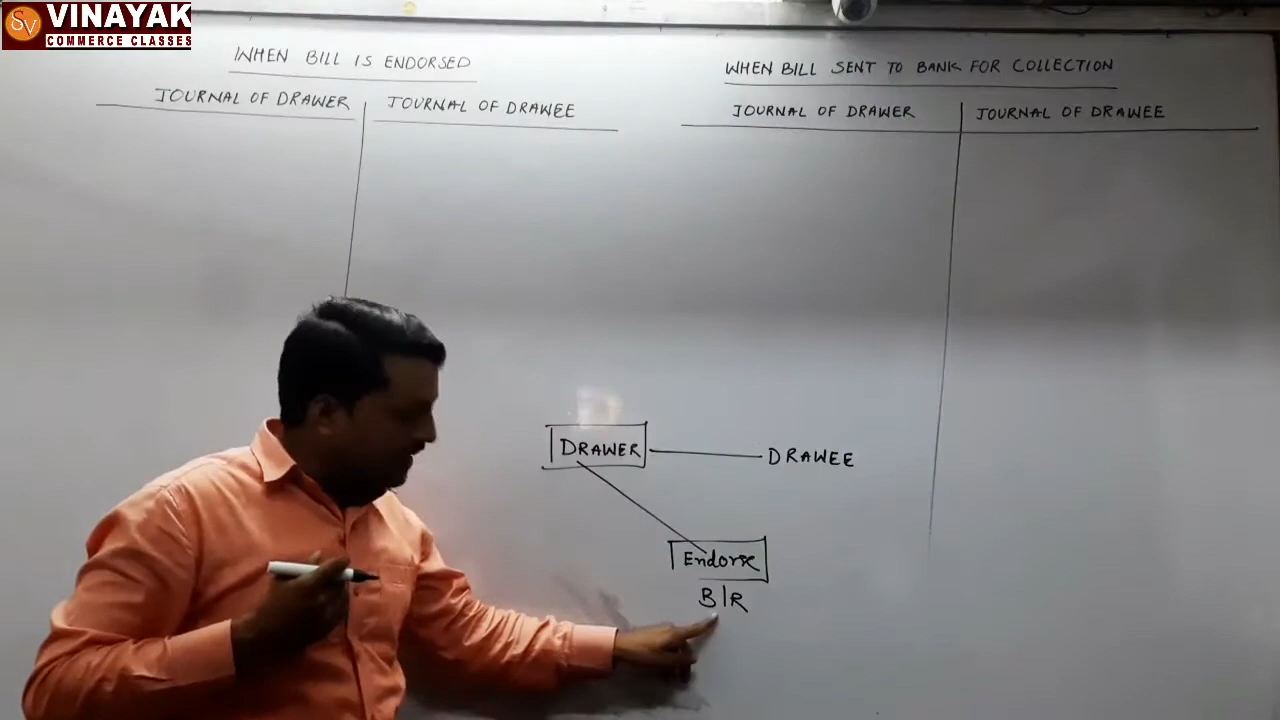 SV VINAYAK
COMMERCE CLASSES
WHEN BILL IS ENDORSED
JOURNAL OF DRAWER
JOURNAL OF DRAWEE
WHEN BILL SENT TO BANK FOR COLLECTION
JOURNAL OF DRAWER
JOURNAL OF DRAWEE
DRAWER
DRAWEE
Endorse
B/R